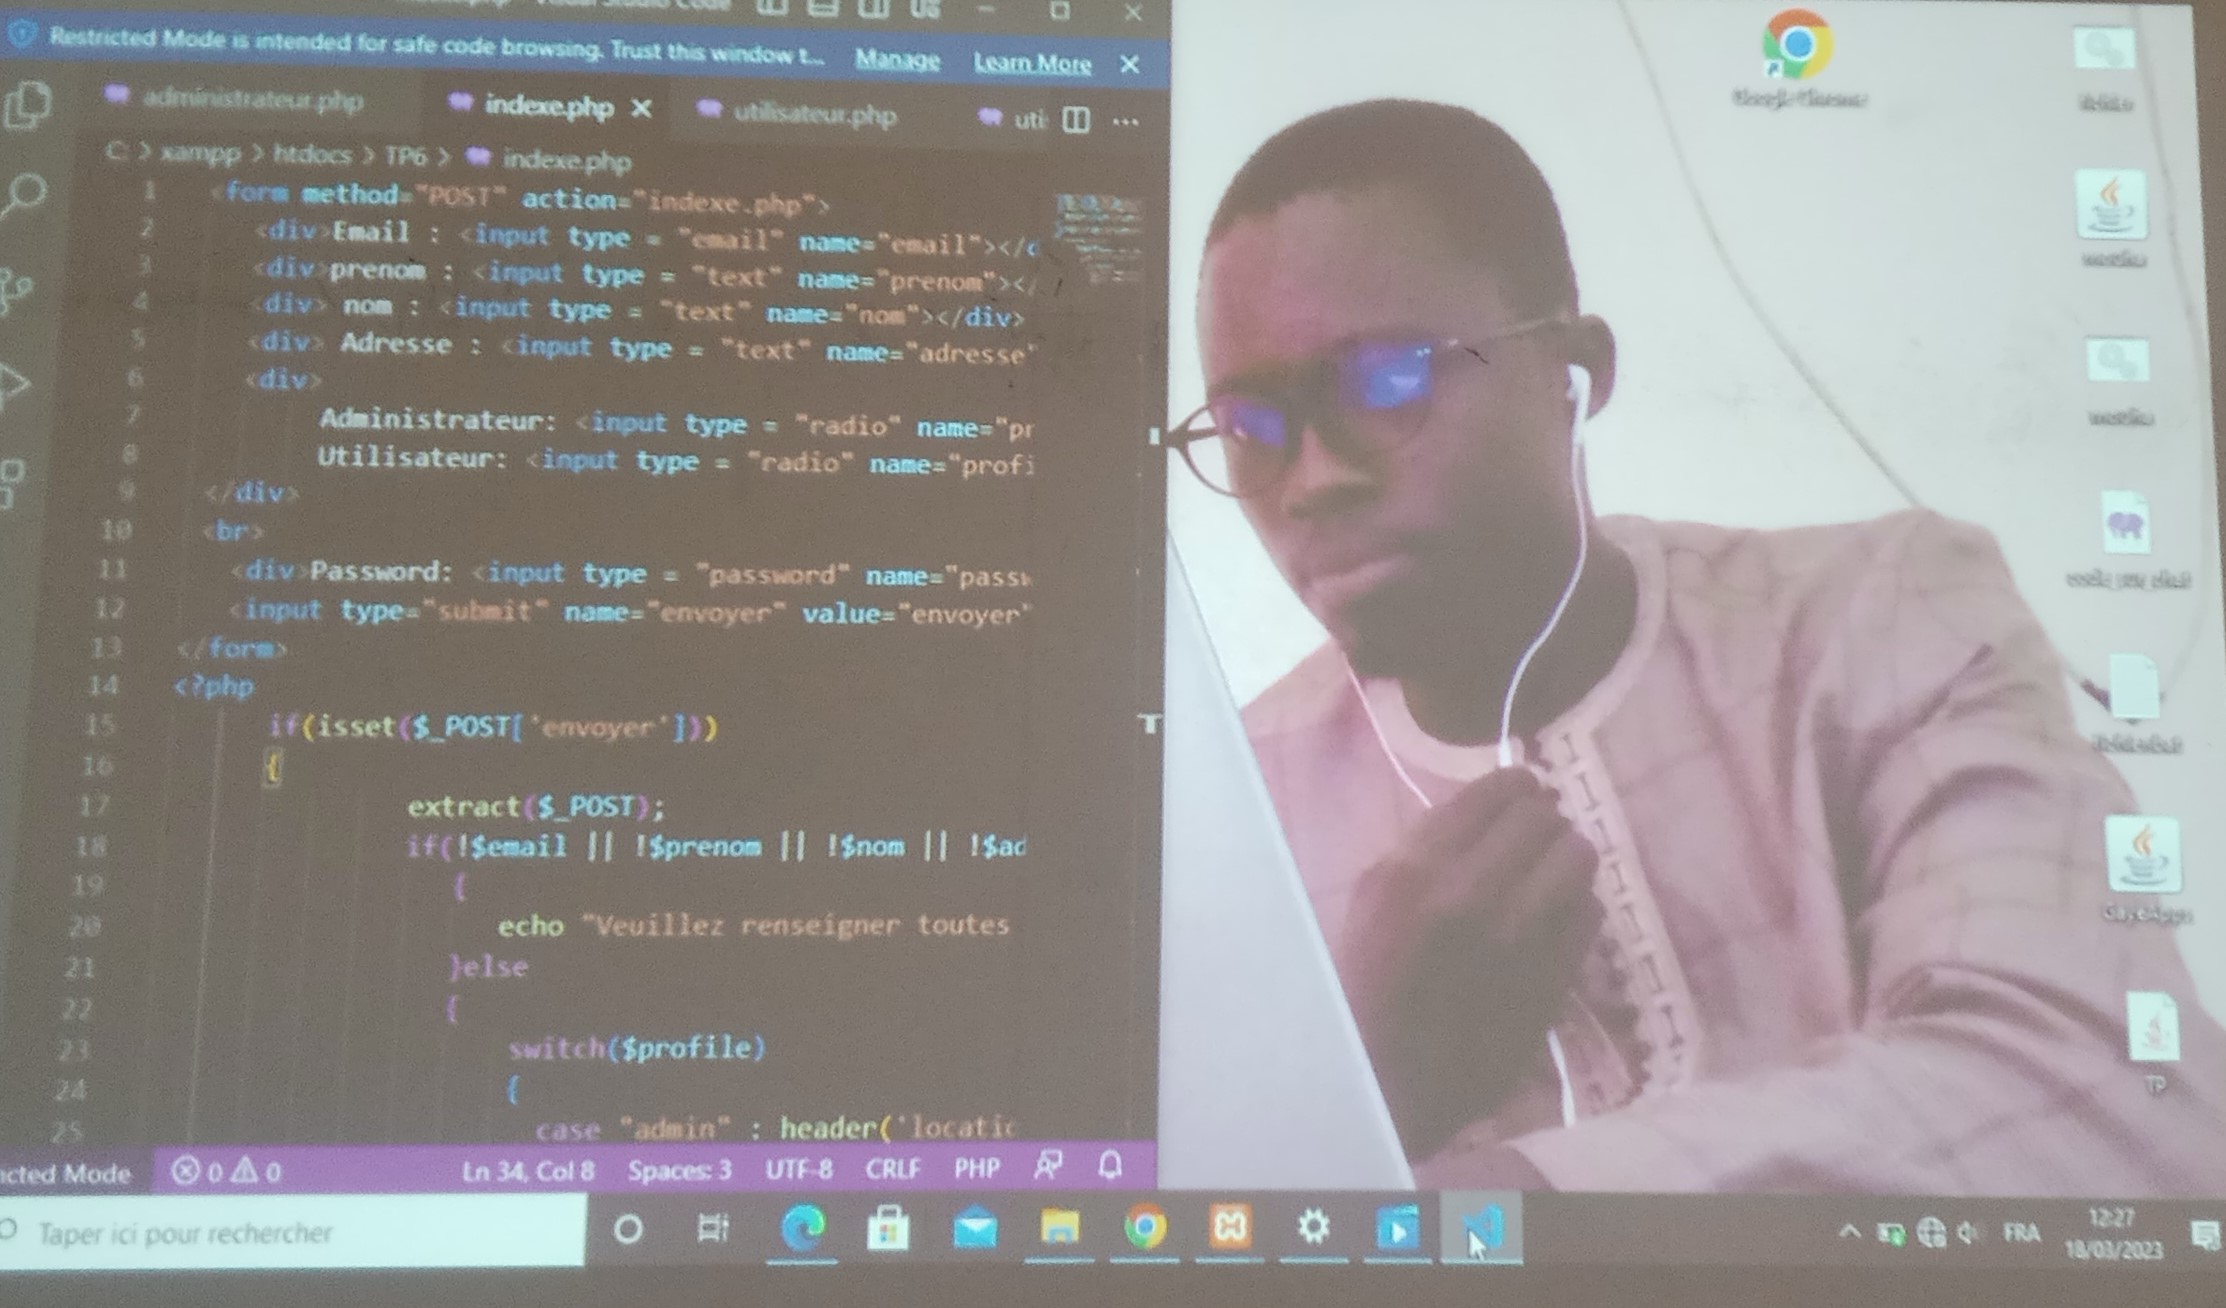 Restricted Mode is intended for safe code browsing. Trust this window t... Manage Learn More
administrateur.php indexe.php utilisateur.php uti
C: > xampp > htdocs > TP6 > indexe.php
1 <form method="POST" action="indexe.php">
2 <div>Email : <input type = "email" name="email"></d
3 <div>prenom : <input type = "text" name="prenom"></
4 <div> nom : <input type = "text" name="nom"></div>
5 <div> Adresse : <input type = "text" name="adresse"
6 <div>
7 Administrateur: <input type = "radio" name="pr
8 Utilisateur: <input type = "radio" name="profi
9 </div>
10 <br>
11 <div>Password: <input type = "password" name="passw
12 <input type="submit" name="envoyer" value="envoyer"
13 </form>
14 <?php
15 if(isset($_POST['envoyer']))
16 {
17 extract($_POST);
18 if(!$email || !$prenom || !$nom || !$ad
19 {
20 echo "Veuillez renseigner toutes
21 }else
22 {
23 switch($profile)
24 {
25 case "admin" : header('locatio
icted Mode 0 0 Ln 34, Col 8 Spaces: 3 UTF-8 CRLF PHP
Google Chrome
TP
Taper ici pour rechercher
FRA
12:27
18/03/2023